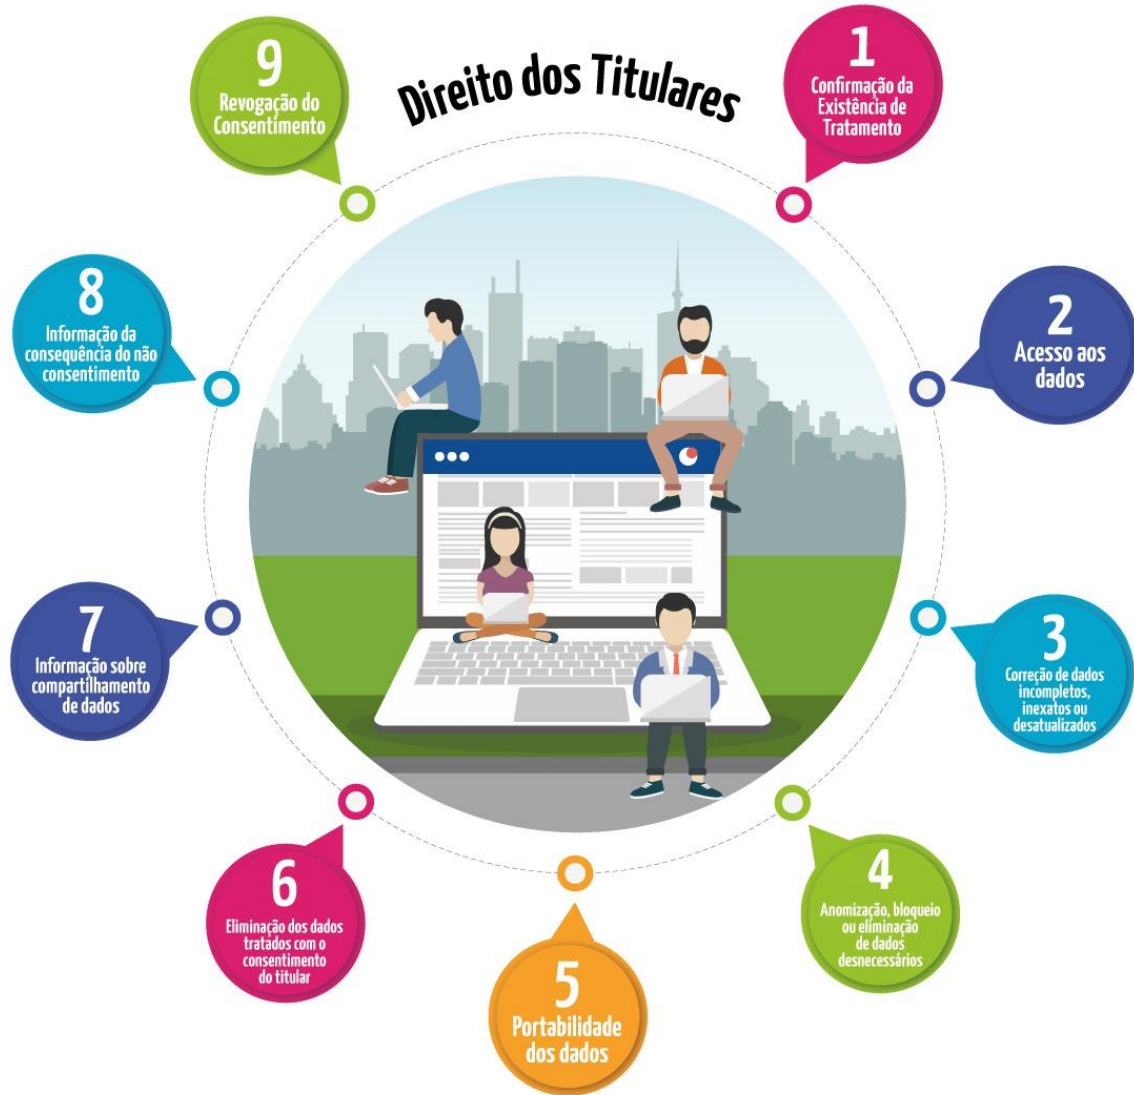 Direito dos Titulares
1
Confirmação da
Existência de
Tratamento
2
Acesso aos
dados
3
Correção de dados
incompletos,
inexatos ou
desatualizados
4
Anomização, bloqueio
ou eliminação
de dados
desnecessários
5
Portabilidade
dos dados
6
Eliminação dos dados
tratados com o
consentimento
do titular
7
Informação sobre
compartilhamento
de dados
8
Informação da
consequência do não
consentimento
9
Revogação do
Consentimento